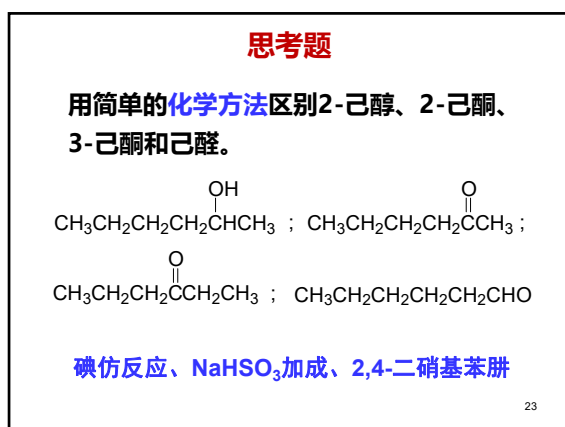 思考题
用简单的化学方法区别2-己醇、2-己酮、
3-己酮和己醛。
OH
O
CH₃CH₂CH₂CH₂CHCH₃ ; CH₃CH₂CH₂CH₂CCH₃ ;
O
CH₃CH₂CH₂CCH₂CH₃ ; CH₃CH₂CH₂CH₂CH₂CHO
碘仿反应、NaHSO₃加成、2,4-二硝基苯肼
23